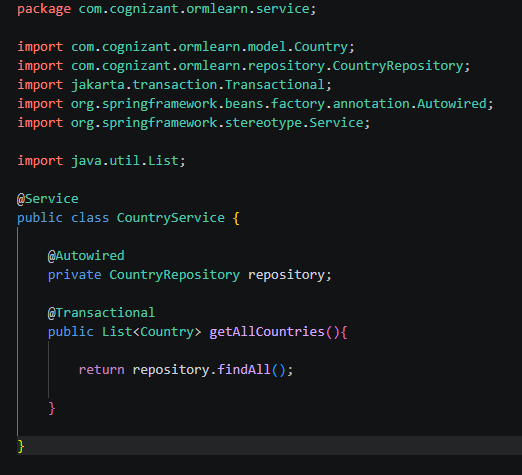 package com.cognizant.ormlearn.service;
import com.cognizant.ormlearn.model.Country;
import com.cognizant.ormlearn.repository.CountryRepository;
import jakarta.transaction.Transactional;
import org.springframework.beans.factory.annotation.Autowired;
import org.springframework.stereotype.Service;
import java.util.List;
@Service
public class CountryService {
@Autowired
private CountryRepository repository;
@Transactional
public List<Country> getAllCountries(){
return repository.findAll();
}
}